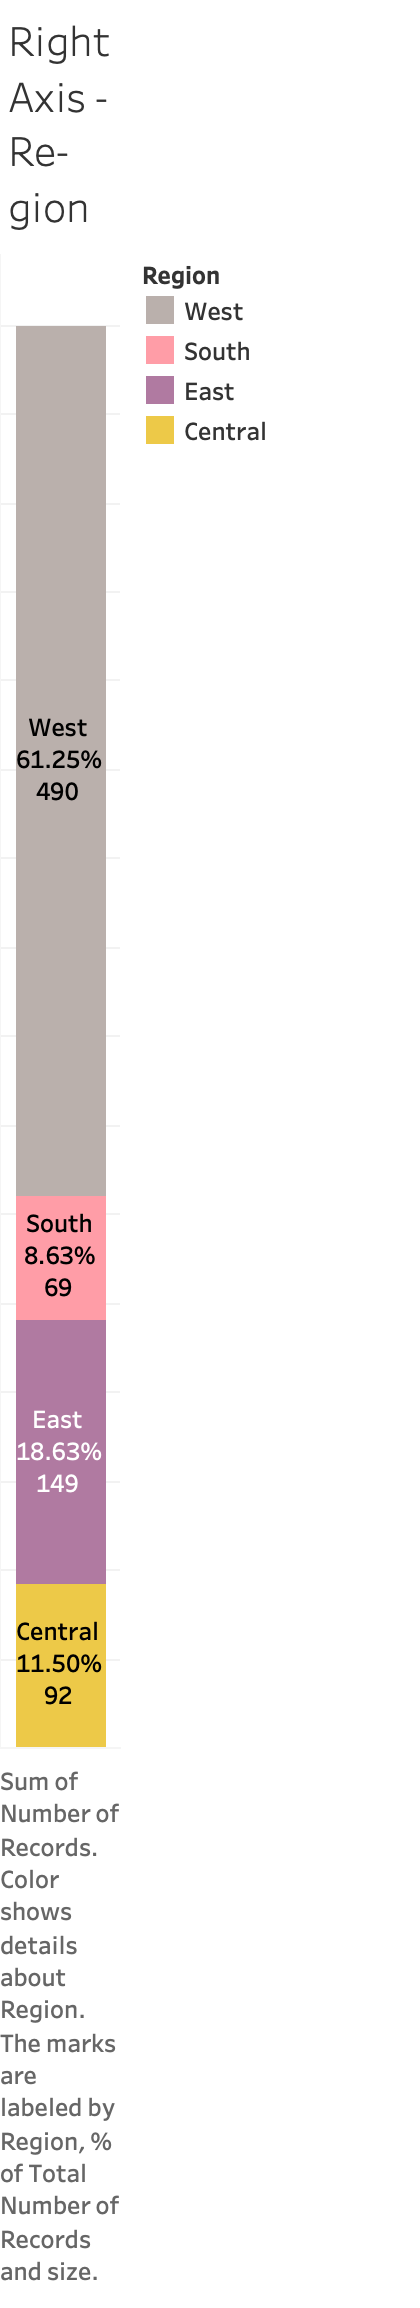 Right
Axis -
Re-
gion
Region
West
South
East
Central
West
61.25%
490
South
8.63%
69
East
18.63%
149
Central
11.50%
92
Sum of
Number of
Records.
Color
shows
details
about
Region.
The marks
are
labeled by
Region, %
of Total
Number of
Records
and size.